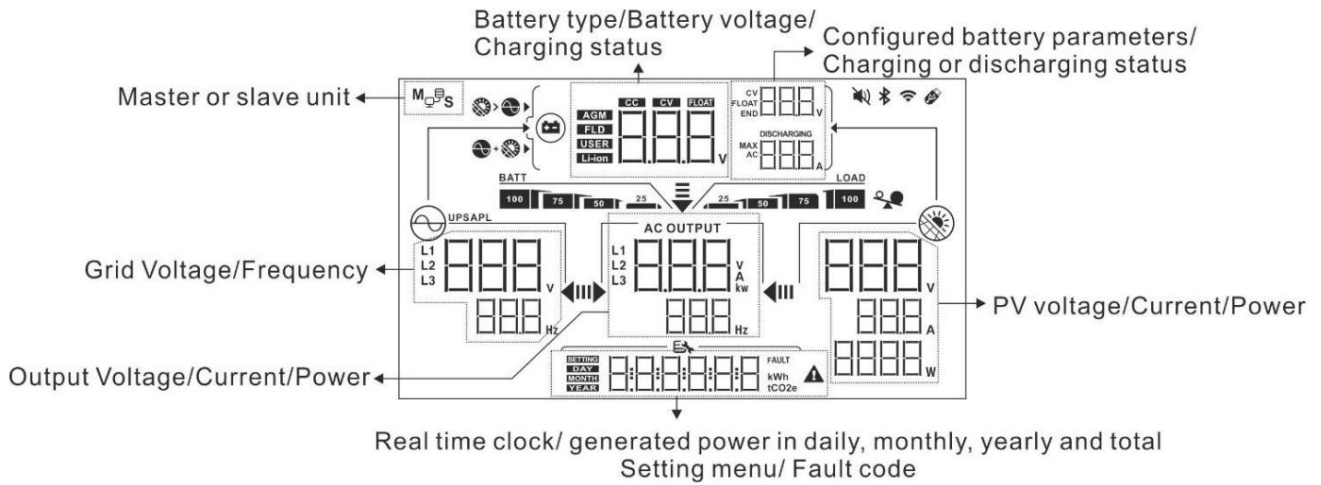 Battery type/Battery voltage/
Charging status
Configured battery parameters/
Charging or discharging status
Master or slave unit
M S
CC CV FLOAT
AGM
FLD
USER
Li-ion
V
CV
FLOAT
END
V
DISCHARGING
MAX
AC
A
BATT
LOAD
100 75 50 25
25 50 75 100
UPSAPL
AC OUTPUT
L1
L2
L3
V
Hz
L1
L2
L3
V
A
kw
Hz
V
A
W
Grid Voltage/Frequency
PV voltage/Current/Power
Output Voltage/Current/Power
SETTING
DAY
MONTH
YEAR
FAULT
kWh
tCO2e
Real time clock/ generated power in daily, monthly, yearly and total
Setting menu/ Fault code